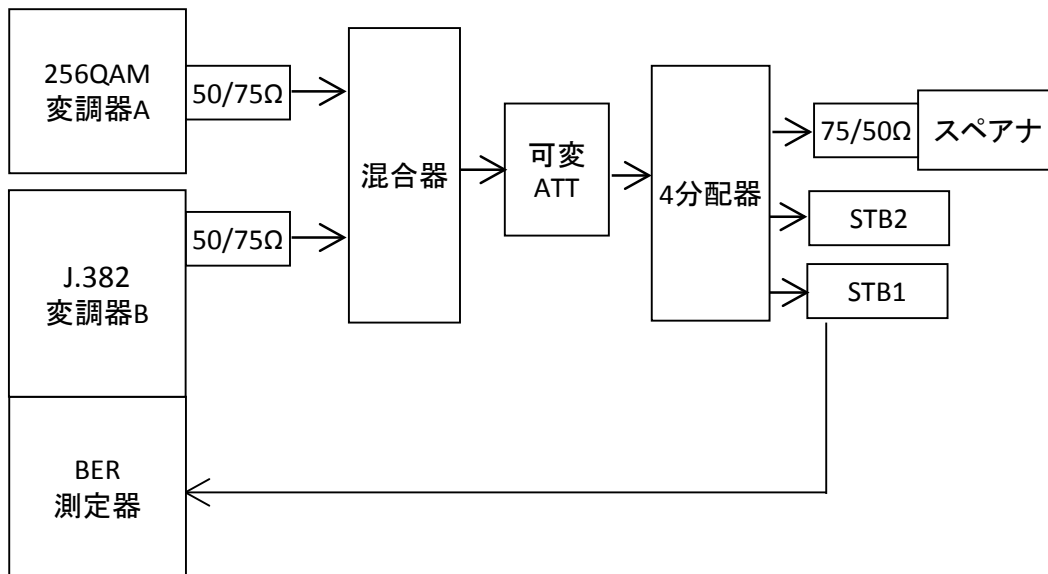 256QAM
変調器A
50/75Ω
J.382
変調器B
50/75Ω
BER
測定器
混合器
可変
ATT
4分配器
75/50Ω
スペアナ
STB2
STB1